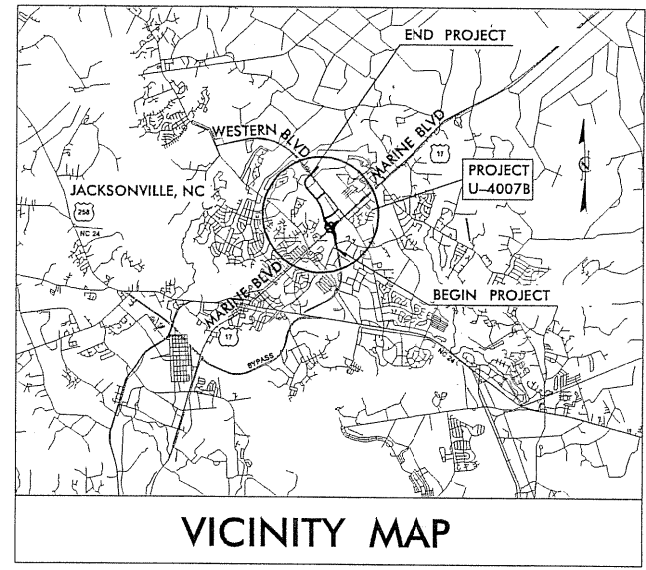 END PROJECT
WESTERN BLVD
MARINE BLVD
17
PROJECT
U-4007B
JACKSONVILLE, NC
258
NC 24
MARINE BLVD
17
BEGIN PROJECT
BYPASS
NC 24
VICINITY MAP